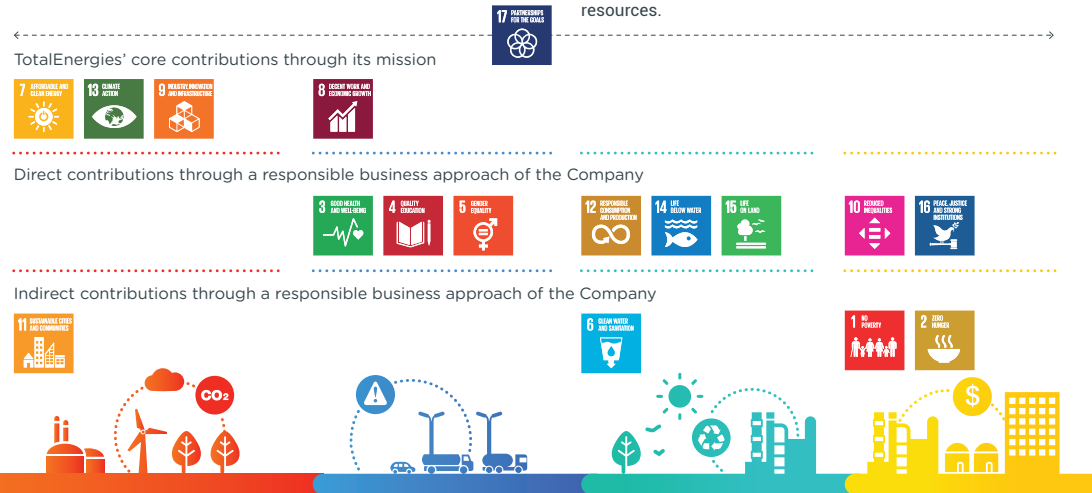 resources.
17 PARTNERSHIPS
FOR THE GOALS
TotalEnergies' core contributions through its mission
7 AFFORDABLE AND
CLEAN ENERGY
13 CLIMATE
ACTION
9 INDUSTRY, INNOVATION
AND INFRASTRUCTURE
8 DECENT WORK AND
ECONOMIC GROWTH
Direct contributions through a responsible business approach of the Company
3 GOOD HEALTH
AND WELL-BEING
4 QUALITY
EDUCATION
5 GENDER
EQUALITY
12 RESPONSIBLE
CONSUMPTION
AND PRODUCTION
14 LIFE
BELOW WATER
15 LIFE
ON LAND
10 REDUCED
INEQUALITIES
16 PEACE, JUSTICE
AND STRONG
INSTITUTIONS
Indirect contributions through a responsible business approach of the Company
11 SUSTAINABLE CITIES
AND COMMUNITIES
6 CLEAN WATER
AND SANITATION
1 NO
POVERTY
2 ZERO
HUNGER
CO₂
$